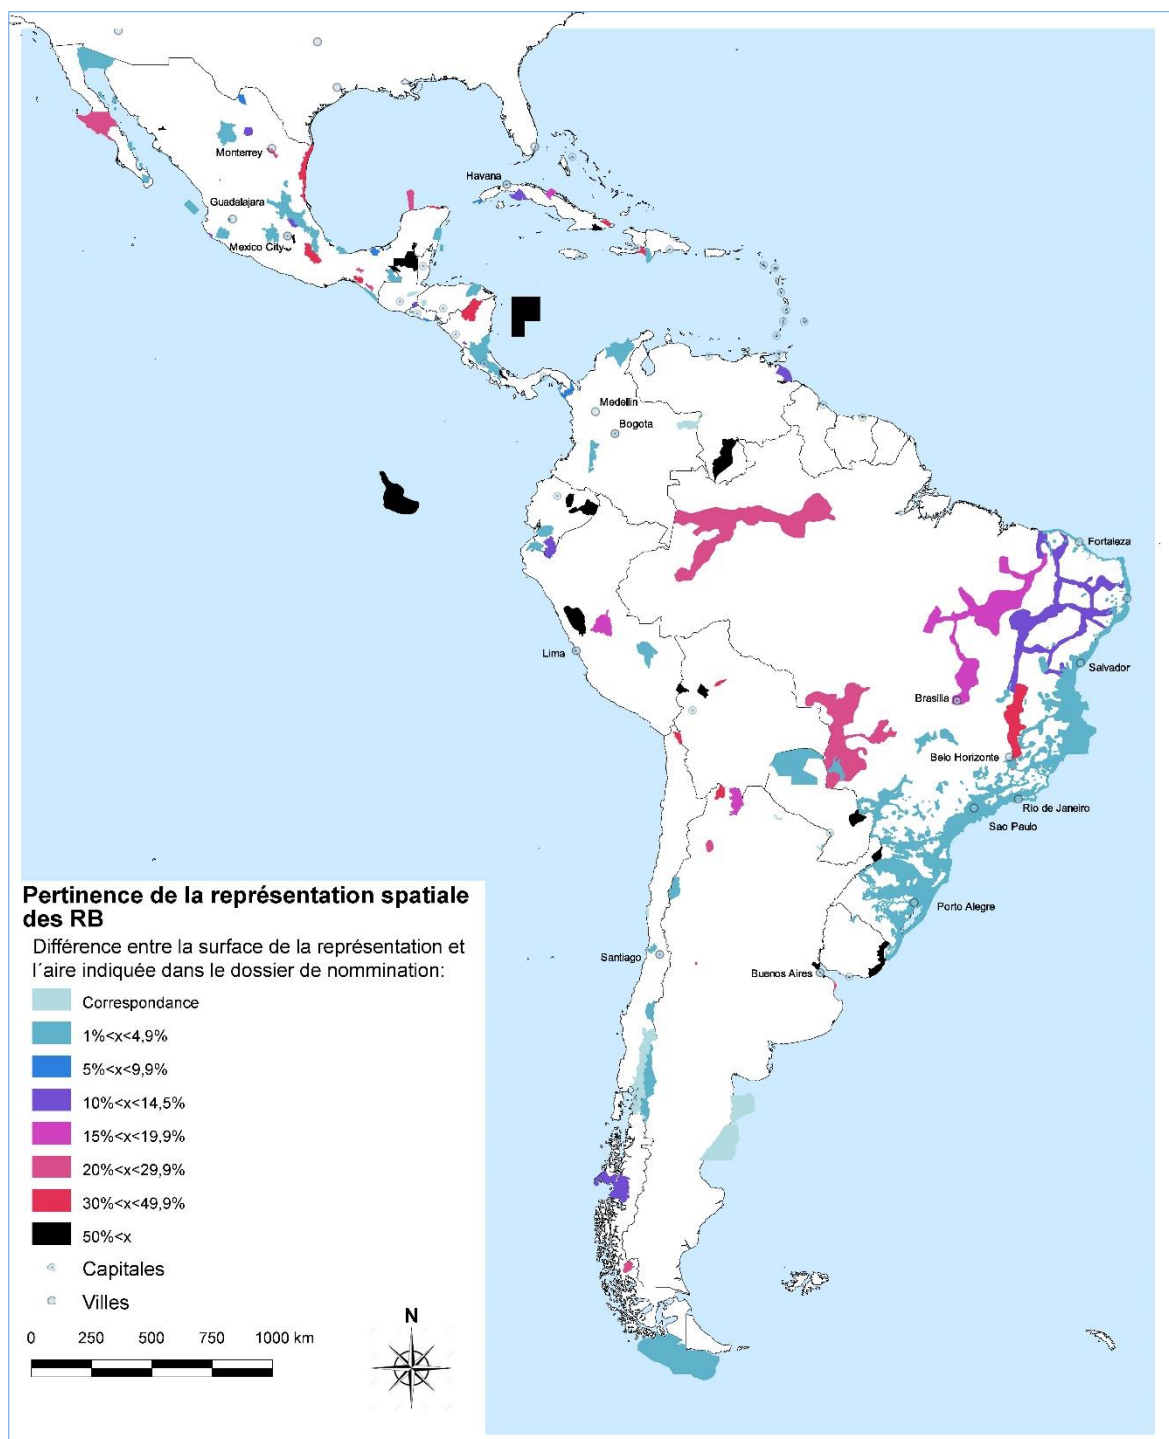 Monterrey
Havana
Guadalajara
Mexico City
Medellin
Bogota
Fortaleza
Lima
Salvador
Brasilia
Belo Horizonte
Rio de Janeiro
Sao Paulo
Porto Alegre
Santiago
Buenos Aires
Pertinence de la représentation spatiale
des RB
Différence entre la surface de la représentation et
l´aire indiquée dans le dossier de nommination:
Correspondance
1%<x<4,9%
5%<x<9,9%
10%<x<14,5%
15%<x<19,9%
20%<x<29,9%
30%<x<49,9%
50%<x
Capitales
Villes
0 250 500 750 1000 km
N